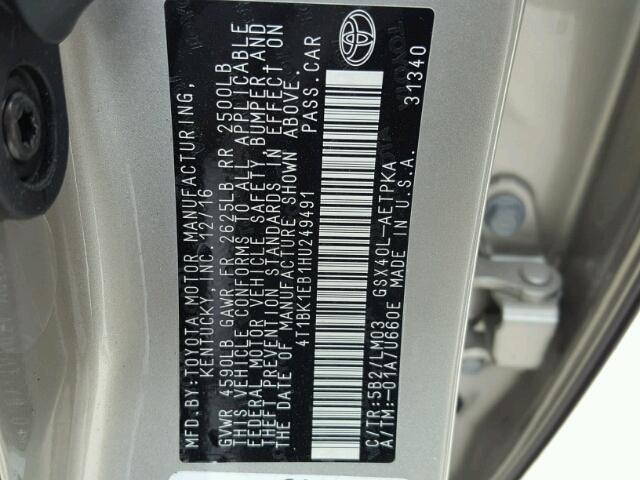 MFD.BY:TOYOTA MOTOR MANUFACTURING,
KENTUCKY, INC. 12/16
GVWR 4590LB GAWR FR 2625LB RR 2500LB
THIS VEHICLE CONFORMS TO ALL APPLICABLE
FEDERAL MOTOR VEHICLE SAFETY, BUMPER, AND
THEFT PREVENTION STANDARDS IN EFFECT ON
THE DATE OF MANUFACTURE SHOWN ABOVE.
4T1BK1EB1HU249491 PASS.CAR
C/TR:5B2/LM03 GSX40L-AETPKA 31340
A/TM:-01A/U660E MADE IN U.S.A.